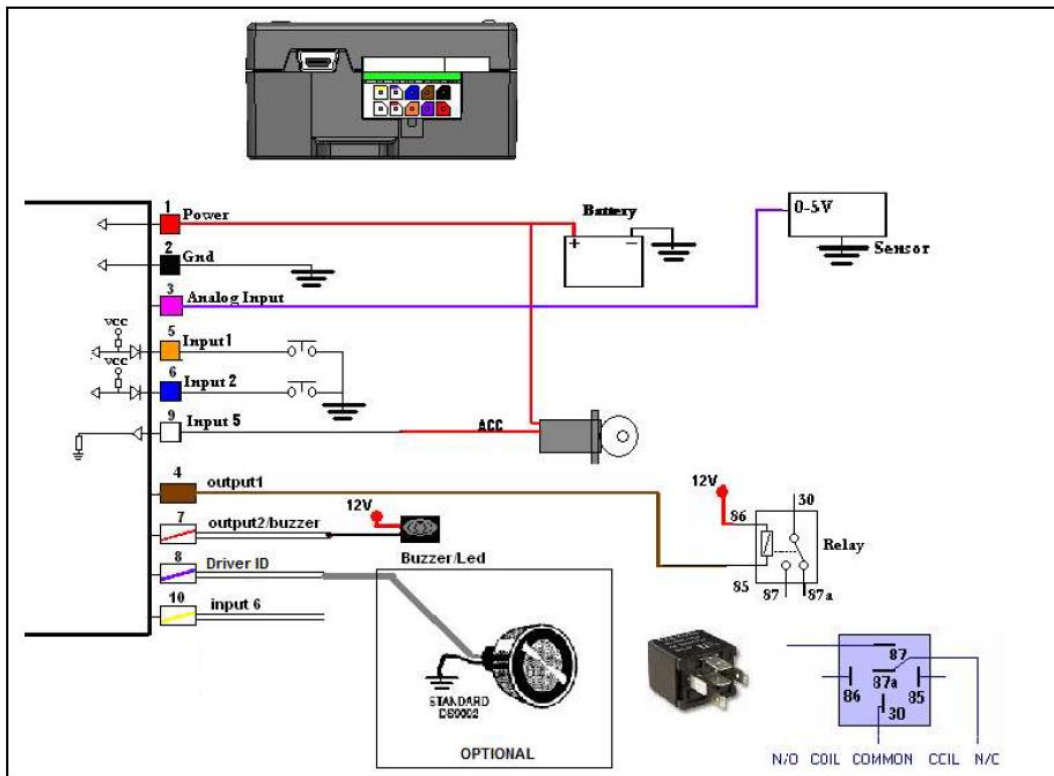 1
Power
2
Gnd
3
Analog Input
VCC
5
Input1
VCC
6
Input 2
9
Input 5
Battery
+ −
0-5V
Sensor
ACC
4
output1
7
output2/buzzer
12V
Buzzer/Led
8
Driver ID
10
input 6
12V
86
30
Relay
85
87
87a
STANDARD
DS9002
OPTIONAL
87
86
87a
85
30
N/O COIL COMMON CCIL N/C